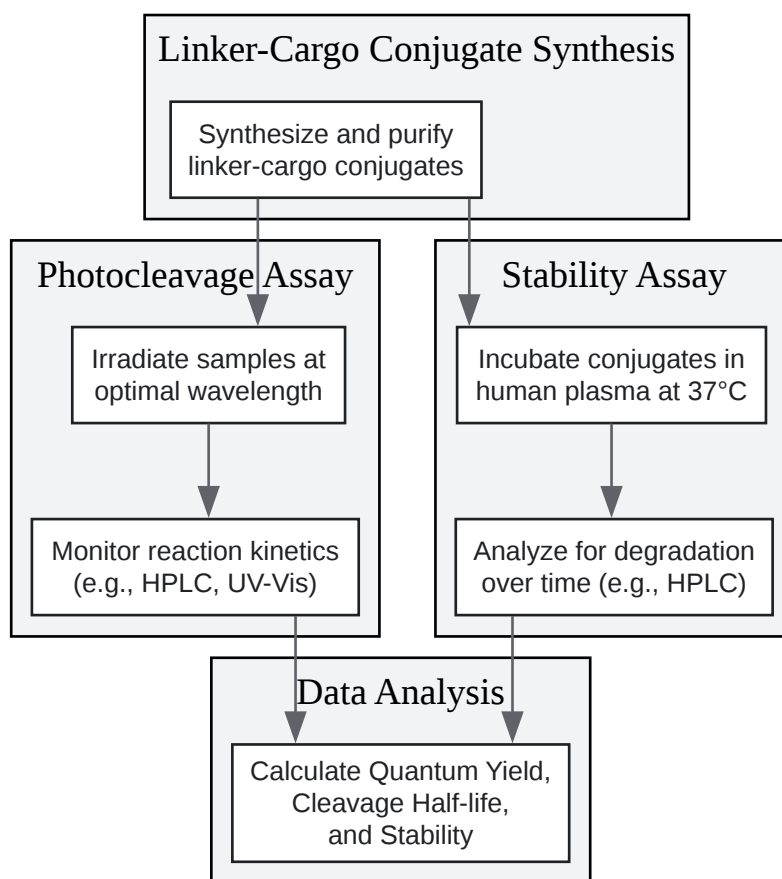 Linker-Cargo Conjugate Synthesis
Synthesize and purify
linker-cargo conjugates
Photocleavage Assay
Irradiate samples at
optimal wavelength
Monitor reaction kinetics
(e.g., HPLC, UV-Vis)
Stability Assay
Incubate conjugates in
human plasma at 37°C
Analyze for degradation
over time (e.g., HPLC)
Data Analysis
Calculate Quantum Yield,
Cleavage Half-life,
and Stability